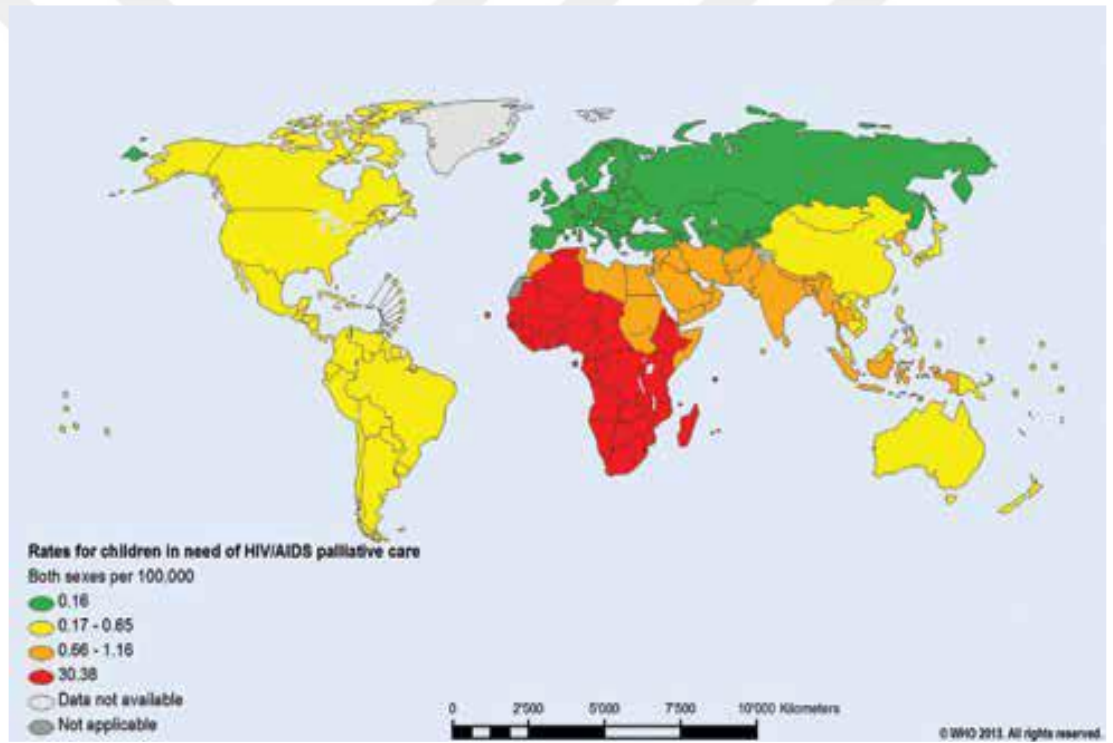 Rates for children in need of HIV/AIDS palliative care
Both sexes per 100.000
0.16
0.17 - 0.65
0.66 - 1.16
30.38
Data not available
Not applicable
0 2'500 5'000 7'500 10'000 Kilometers
© WHO 2013. All rights reserved.